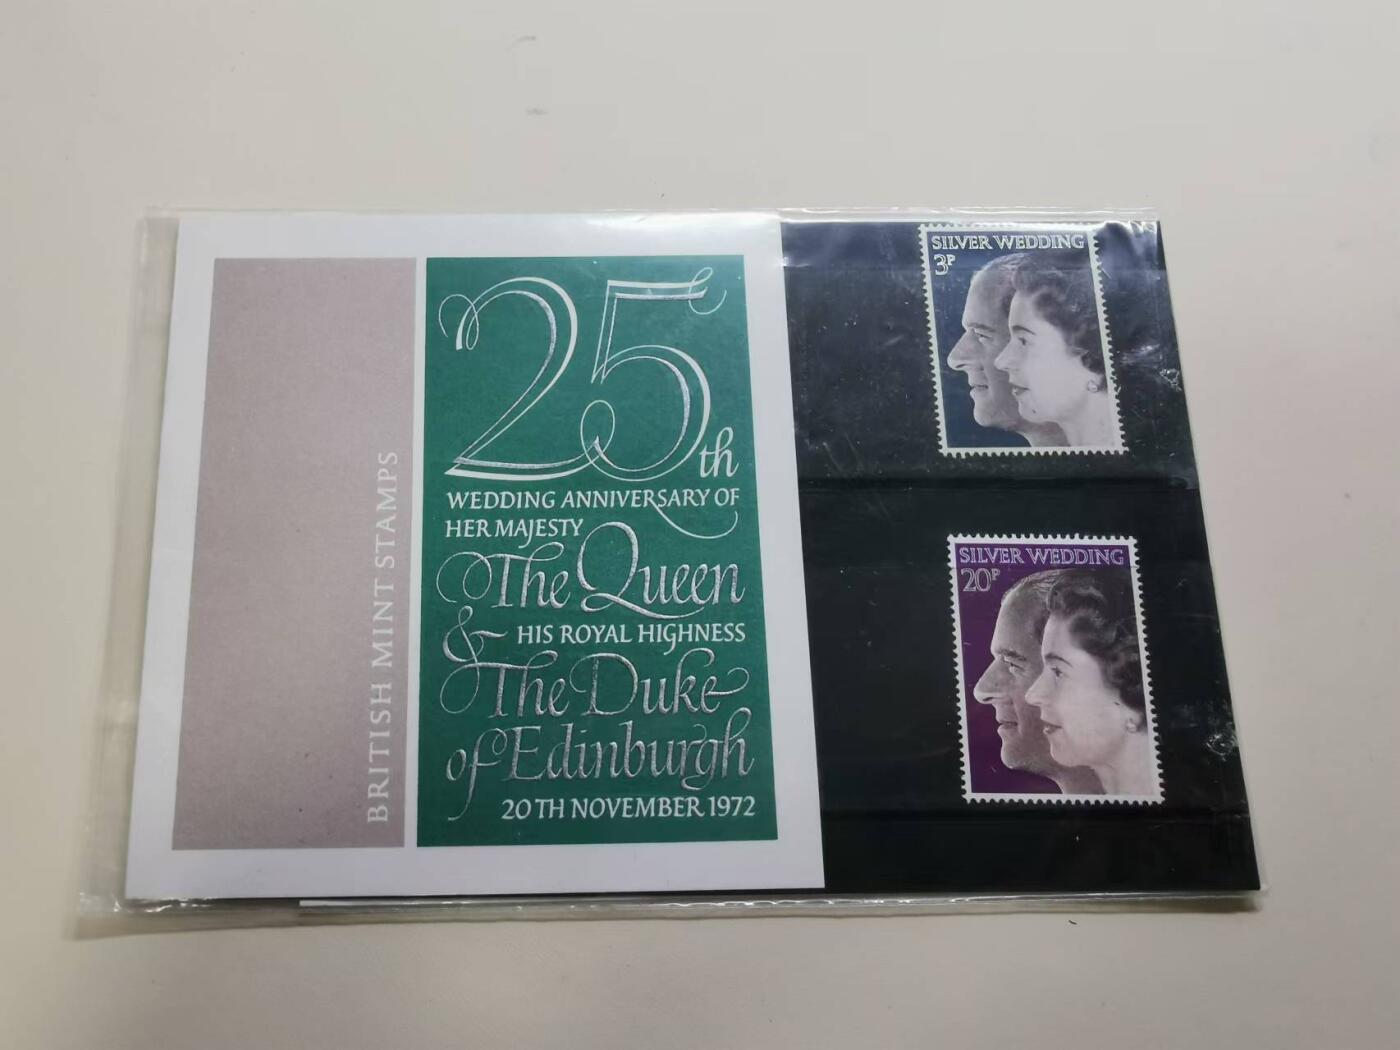 BRITISH MINT STAMPS
25th
WEDDING ANNIVERSARY OF
HER MAJESTY
The Queen
& HIS ROYAL HIGHNESS
The Duke
of Edinburgh
20TH NOVEMBER 1972
SILVER WEDDING
3P
SILVER WEDDING
20P